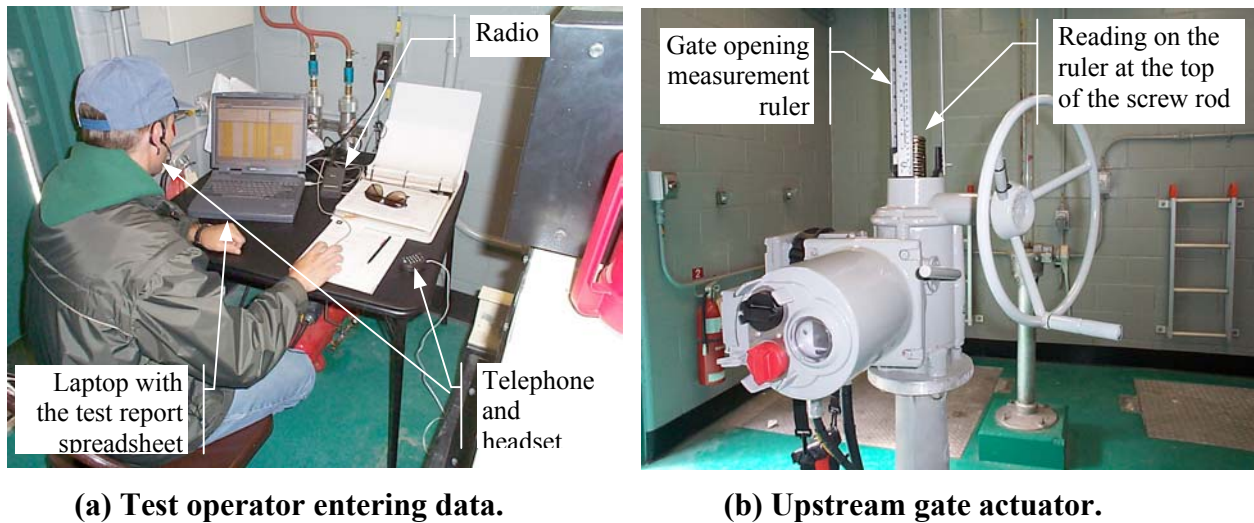 Radio
Laptop with
the test report
spreadsheet
Telephone
and
headset
(a) Test operator entering data.
Gate opening
measurement
ruler
Reading on the
ruler at the top
of the screw rod
2
(b) Upstream gate actuator.